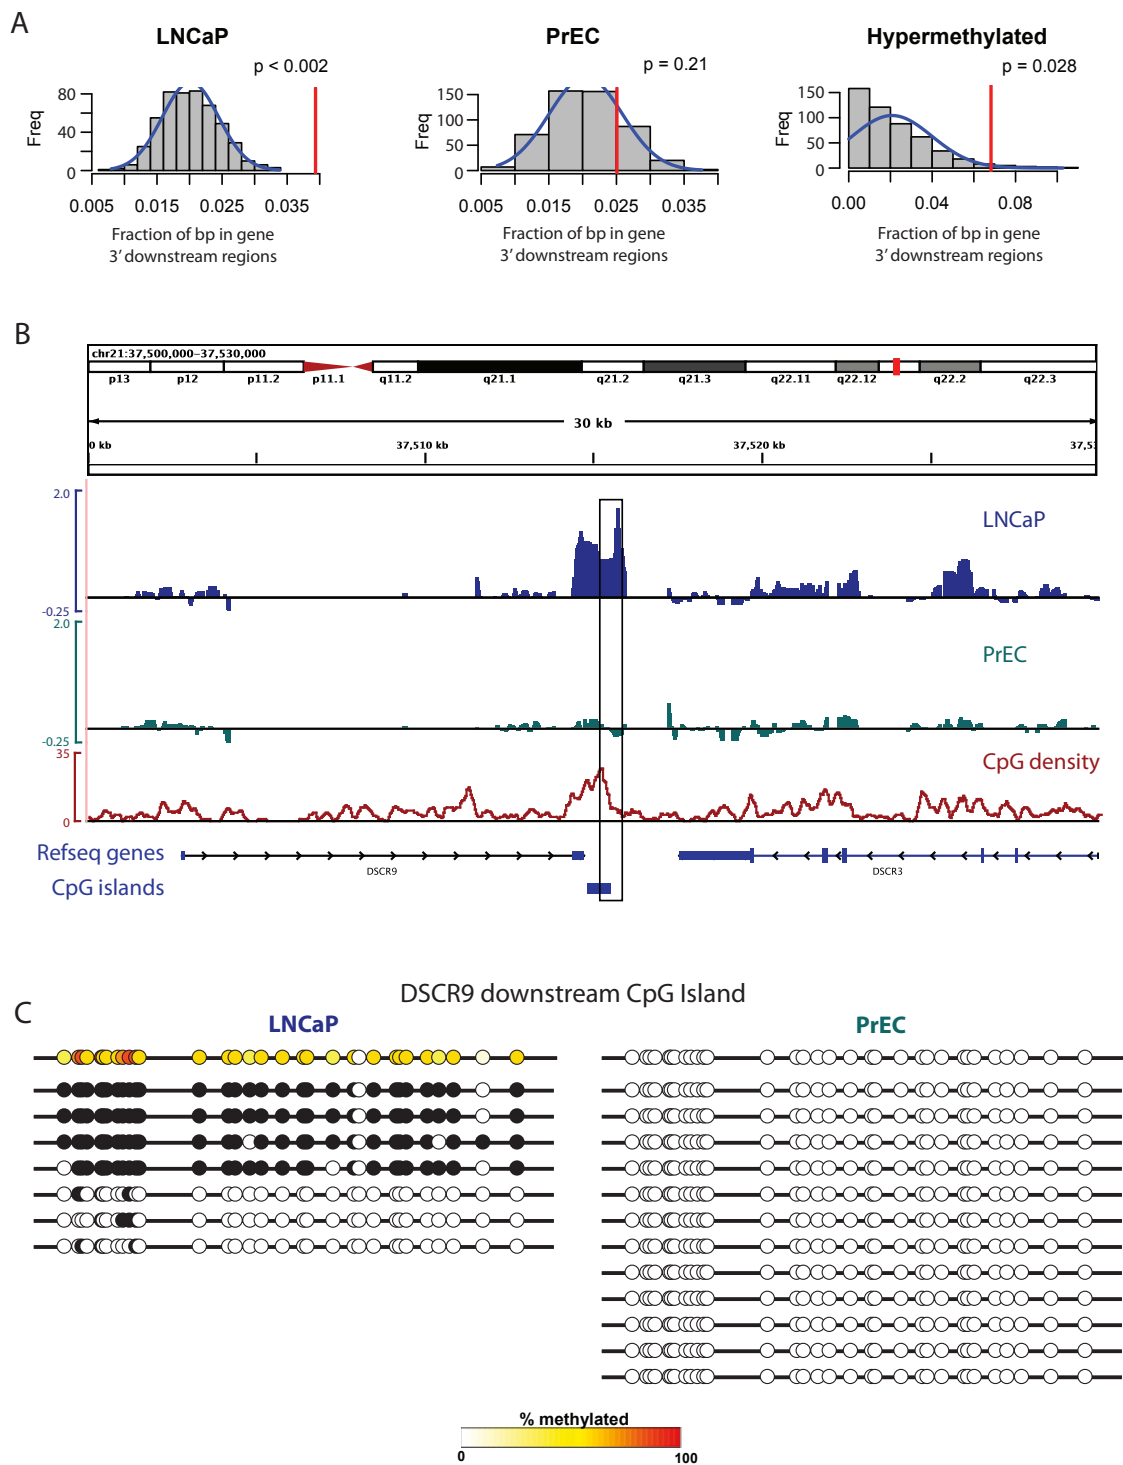 A
LNCaP
PrEC
Hypermethylated
p < 0.002
p = 0.21
p = 0.028
Freq
80
40
0
0.005 0.015 0.025 0.035
Fraction of bp in gene
3’ downstream regions
Freq
150
100
50
0
0.005 0.015 0.025 0.035
Fraction of bp in gene
3’ downstream regions
Freq
150
100
50
0
0.00 0.04 0.08
Fraction of bp in gene
3’ downstream regions
B
chr21:37,500,000–37,530,000
p13 p12 p11.2 p11.1 q11.2 q21.1 q21.2 q21.3 q22.11 q22.12 q22.2 q22.3
30 kb
0 kb 37,510 kb 37,520 kb 37,5
2.0
LNCaP
-0.25
2.0
PrEC
-0.25
35
CpG density
0
Refseq genes
DSCR9
DSCR3
CpG islands
C
DSCR9 downstream CpG Island
LNCaP
PrEC
% methylated
0
100